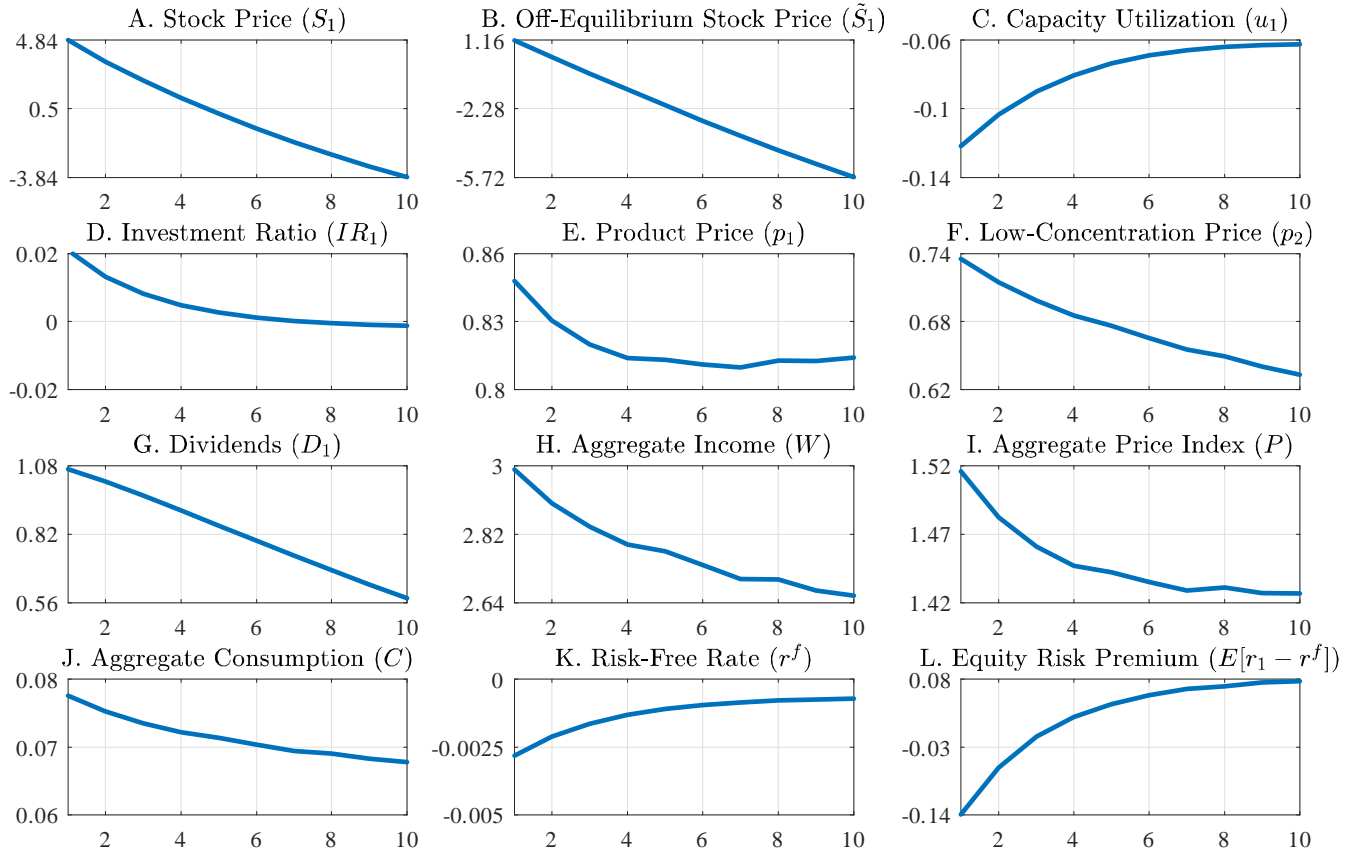 A. Stock Price (S₁)
4.84
0.5
-3.84
2 4 6 8 10
B. Off-Equilibrium Stock Price (S̃₁)
1.16
-2.28
-5.72
2 4 6 8 10
C. Capacity Utilization (u₁)
-0.06
-0.1
-0.14
2 4 6 8 10
D. Investment Ratio (IR₁)
0.02
0
-0.02
2 4 6 8 10
E. Product Price (p₁)
0.86
0.83
0.8
2 4 6 8 10
F. Low-Concentration Price (p₂)
0.74
0.68
0.62
2 4 6 8 10
G. Dividends (D₁)
1.08
0.82
0.56
2 4 6 8 10
H. Aggregate Income (W)
3
2.82
2.64
2 4 6 8 10
I. Aggregate Price Index (P)
1.52
1.47
1.42
2 4 6 8 10
J. Aggregate Consumption (C)
0.08
0.07
0.06
2 4 6 8 10
K. Risk-Free Rate (rᶠ)
0
-0.0025
-0.005
2 4 6 8 10
L. Equity Risk Premium (E[r₁ − rᶠ])
0.08
-0.03
-0.14
2 4 6 8 10